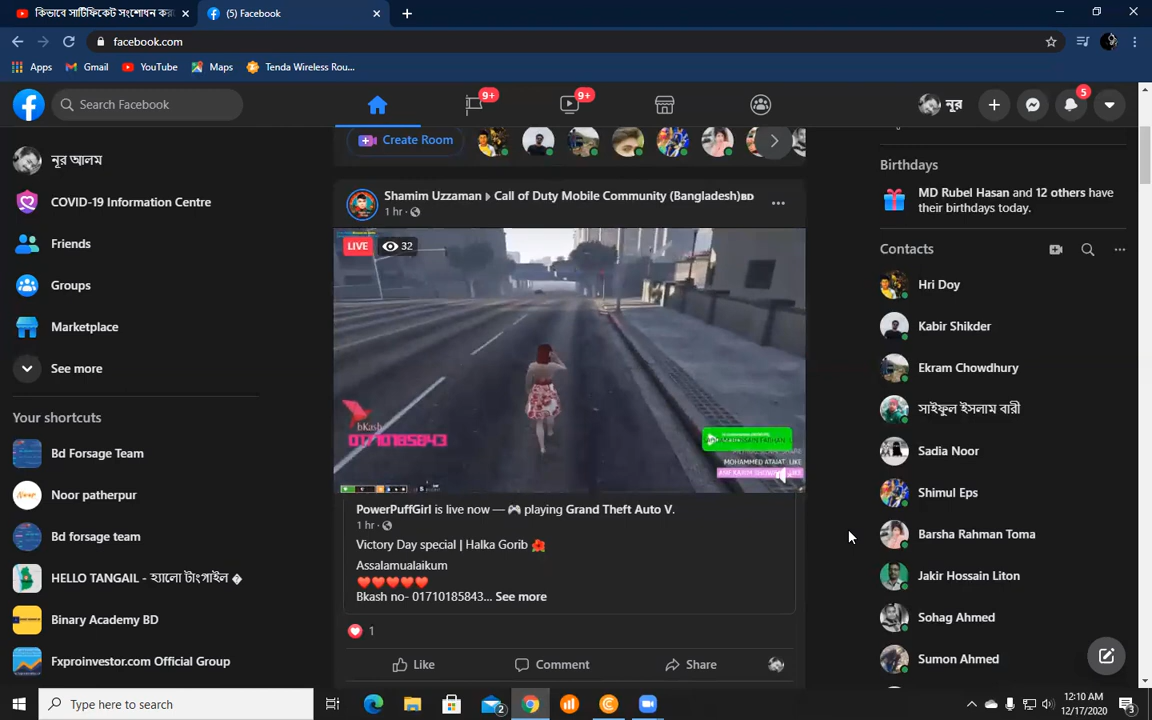 কিভাবে সার্টিফিকেট সংশোধন কর
(5) Facebook
facebook.com
Apps
Gmail
YouTube
Maps
Tenda Wireless Rou...
Search Facebook
9+
9+
নূর
5
নূর আলম
COVID-19 Information Centre
Friends
Groups
Marketplace
See more
Your shortcuts
Bd Forsage Team
Noor patherpur
Bd forsage team
HELLO TANGAIL - হ্যালো টাংগাইল �
Binary Academy BD
Fxproinvestor.com Official Group
Create Room
Shamim Uzzaman Call of Duty Mobile Community (Bangladesh)BD
1 hr ·
LIVE 32
bKash
01710185843
MOHAMMED ATAIAT LIKE
PowerPuffGirl is live now — 🎮 playing Grand Theft Auto V.
1 hr ·
Victory Day special | Halka Gorib 🌺
Assalamualaikum
❤️❤️❤️❤️❤️
Bkash no- 01710185843... See more
1
Like
Comment
Share
Birthdays
MD Rubel Hasan and 12 others have
their birthdays today.
Contacts
Hri Doy
Kabir Shikder
Ekram Chowdhury
সাইফুল ইসলাম বারী
Sadia Noor
Shimul Eps
Barsha Rahman Toma
Jakir Hossain Liton
Sohag Ahmed
Sumon Ahmed
Type here to search
2
12:10 AM
12/17/2020
3